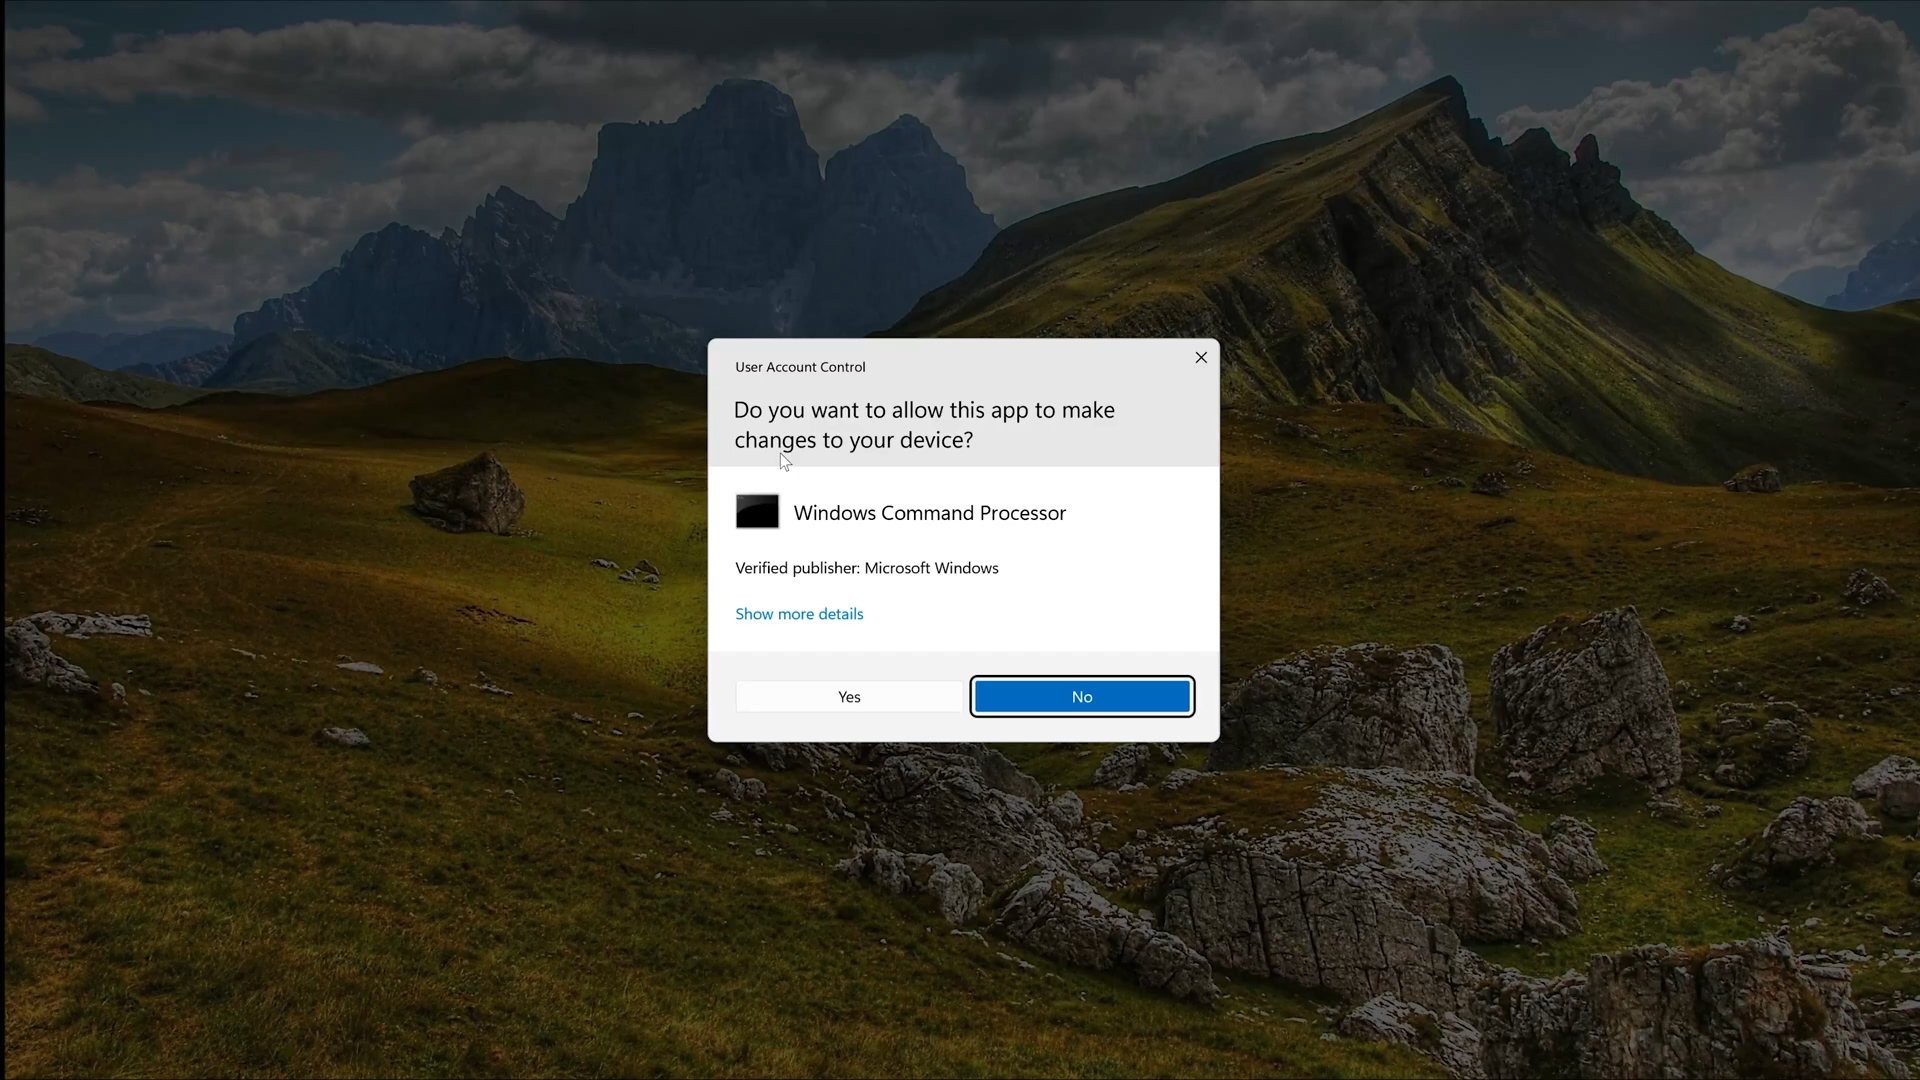 User Account Control
Do you want to allow this app to make
changes to your device?
Windows Command Processor
Verified publisher: Microsoft Windows
Show more details
Yes
No